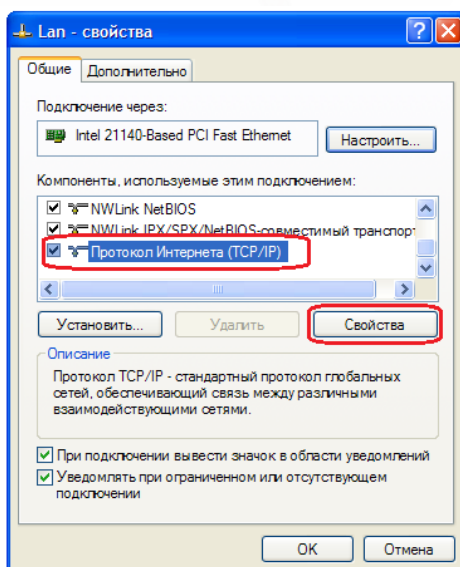 Lan - свойства
Общие Дополнительно
Подключение через:
Intel 21140-Based PCI Fast Ethernet Настроить...
Компоненты, используемые этим подключением:
NWLink NetBIOS
NWLink IPX/SPX/NetBIOS-совместимый транспорт
Протокол Интернета (TCP/IP)
Установить... Удалить Свойства
Описание
Протокол TCP/IP - стандартный протокол глобальных
сетей, обеспечивающий связь между различными
взаимодействующими сетями.
При подключении вывести значок в области уведомлений
Уведомлять при ограниченном или отсутствующем
подключении
OK Отмена